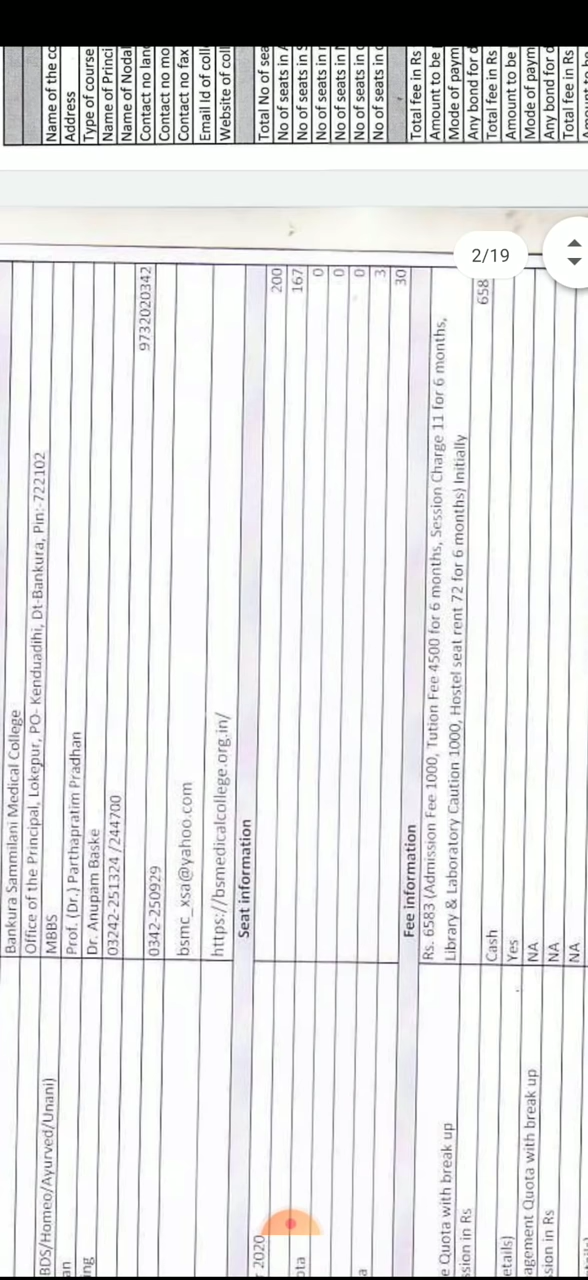 Bankura Sammilani Medical College
Office of the Principal, Lokepur, PO- Kenduadihi, Dt-Bankura, Pin:-722102
BDS/Homeo/Ayurved/Unani) MBBS
an Prof. (Dr.) Parthapratim Pradhan
ing Dr. Anupam Baske
03242-251324 /244700
9732020342
0342-250929
bsmc_xsa@yahoo.com
https://bsmedicalcollege.org.in/
Seat information
r 2020 200
ota 167
0
0
0
a 3
30
Fee information
Rs. 6583 (Admission Fee 1000, Tution Fee 4500 for 6 months, Session Charge 11 for 6 months,
e Quota with break up Library & Laboratory Caution 1000, Hostel seat rent 72 for 6 months) Initially
ssion in Rs 658
Cash
etails) Yes
agement Quota with break up NA
sion in Rs NA
NA
Name of the co
Address
Type of course
Name of Princi
Name of Nodal
Contact no lan
Contact no mo
Contact no fax
Email Id of coll
Website of coll
Total No of sea
No of seats in A
No of seats in S
No of seats in
No of seats in
No of seats in
No of seats in
Total fee in Rs
Amount to be
Mode of paym
Any bond for d
Total fee in Rs
Amount to be
Mode of paym
Any bond for d
Total fee in Rs
2/19